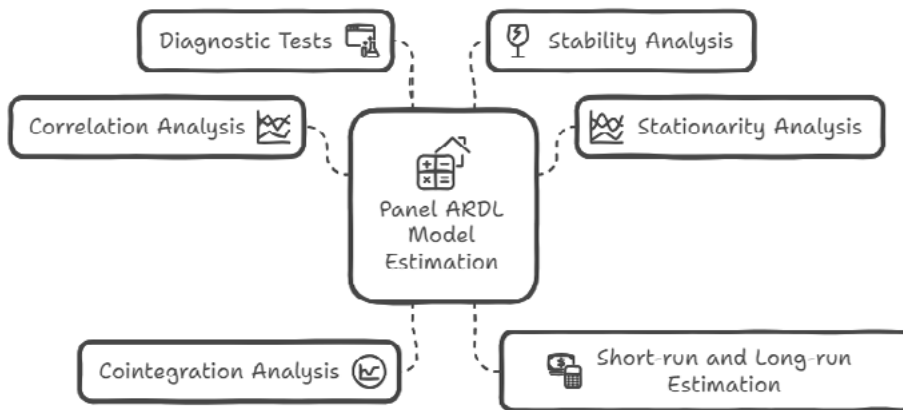 Diagnostic Tests
Stability Analysis
Correlation Analysis
Stationarity Analysis
Panel ARDL
Model
Estimation
Cointegration Analysis
Short-run and Long-run
Estimation